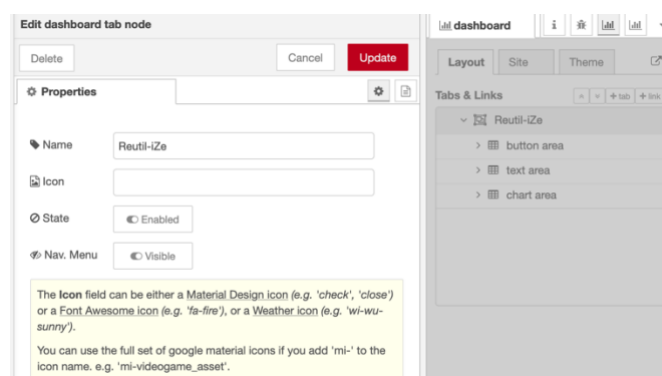 Edit dashboard tab node
Delete
Cancel
Update
Properties
Name
Reutil-iZe
Icon
State
Enabled
Nav. Menu
Visible
The Icon field can be either a Material Design icon (e.g. 'check', 'close')
or a Font Awesome icon (e.g. 'fa-fire'), or a Weather icon (e.g. 'wi-wu-
sunny').
You can use the full set of google material icons if you add 'mi-' to the
icon name. e.g. 'mi-videogame_asset'.
dashboard
i
Layout
Site
Theme
Tabs & Links
+ tab
+ link
Reutil-iZe
button area
text area
chart area